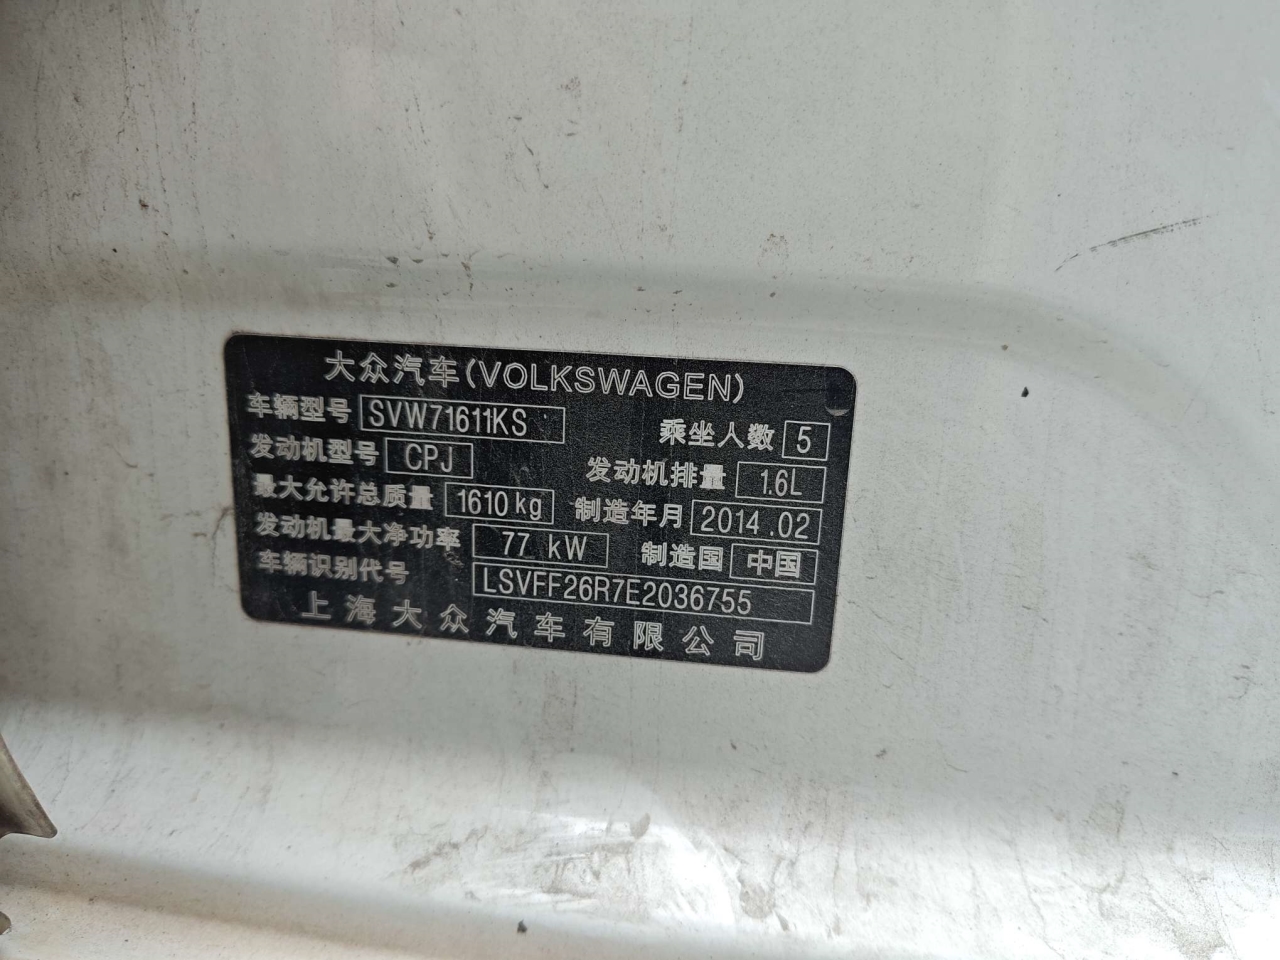 大众汽车(VOLKSWAGEN)
车辆型号 SVW71611KS 乘坐人数 5
发动机型号 CPJ 发动机排量 1.6L
最大允许总质量 1610kg 制造年月 2014.02
发动机最大净功率 77 kW 制造国 中国
车辆识别代号 LSVFF26R7E2036755
上海大众汽车有限公司